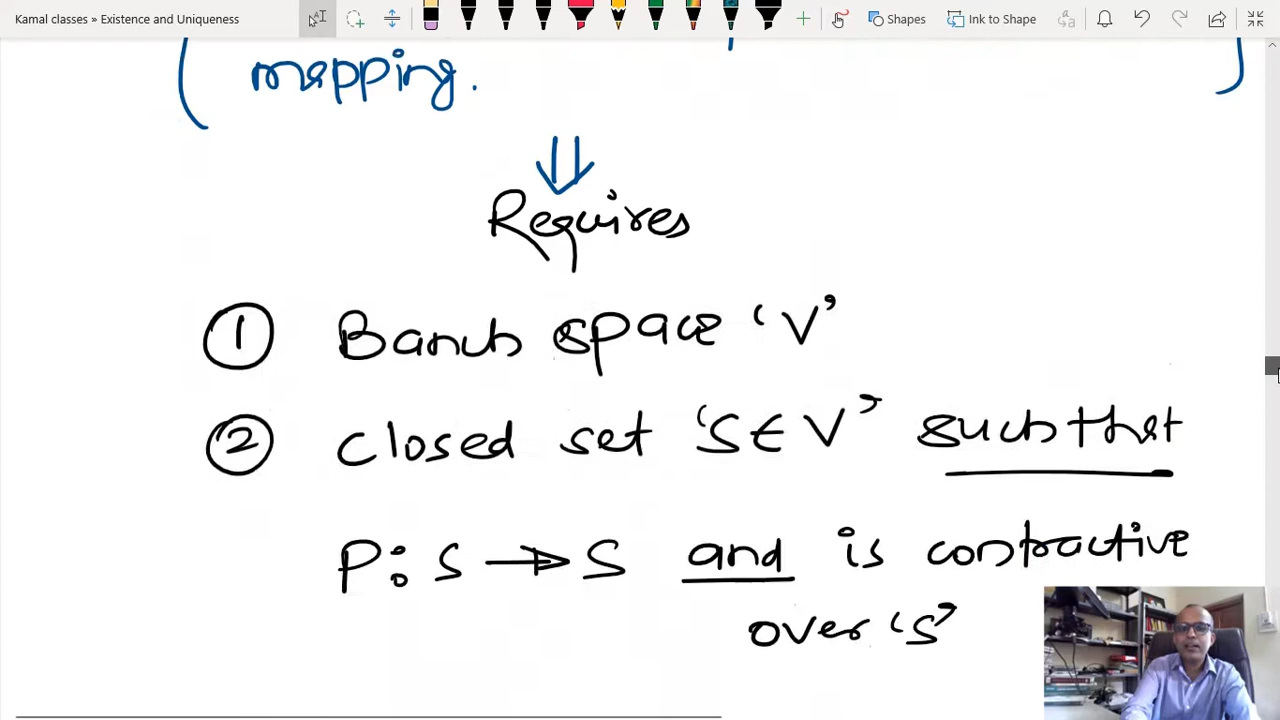 Kamal classes » Existence and Uniqueness
Shapes
Ink to Shape
mapping.
Requires
① Banch space 'V'
② closed set 'S ∈ V' such that
P: S → S and is contractive
over 'S'